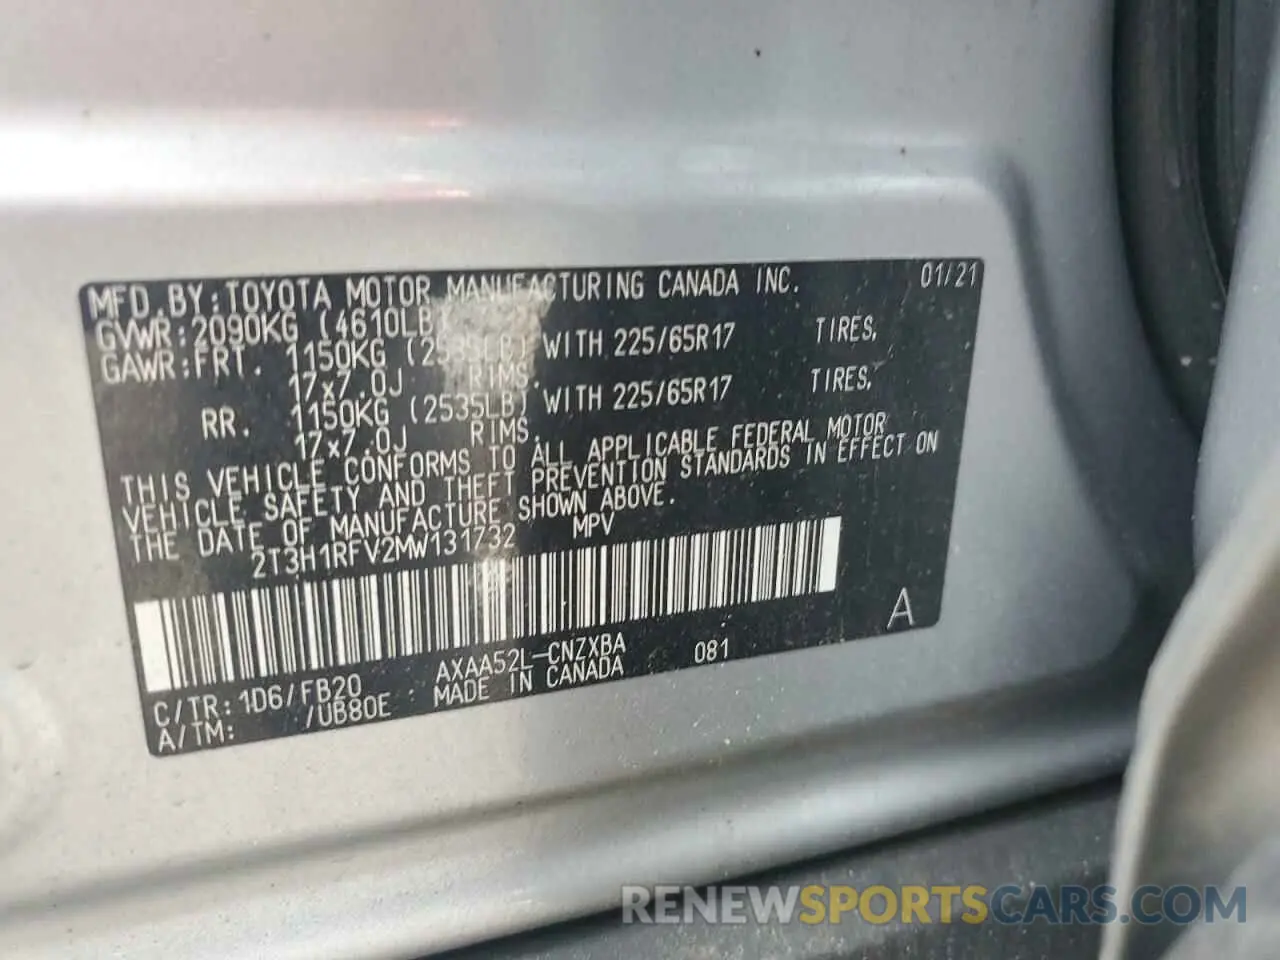 MFD.BY:TOYOTA MOTOR MANUFACTURING CANADA INC. 01/21
GVWR:2090KG (4610LB)
GAWR:FRT. 1150KG (2535LB) WITH 225/65R17 TIRES,
17x7.0J RIMS.
RR. 1150KG (2535LB) WITH 225/65R17 TIRES,
17x7.0J RIMS.
THIS VEHICLE CONFORMS TO ALL APPLICABLE FEDERAL MOTOR
VEHICLE SAFETY AND THEFT PREVENTION STANDARDS IN EFFECT ON
THE DATE OF MANUFACTURE SHOWN ABOVE.
2T3H1RFV2MW131732 MPV
A
C/TR:1D6/FB20 AXAA52L-CNZXBA 081
A/TM: /UB80E MADE IN CANADA
RENEWSPORTSCARS.COM